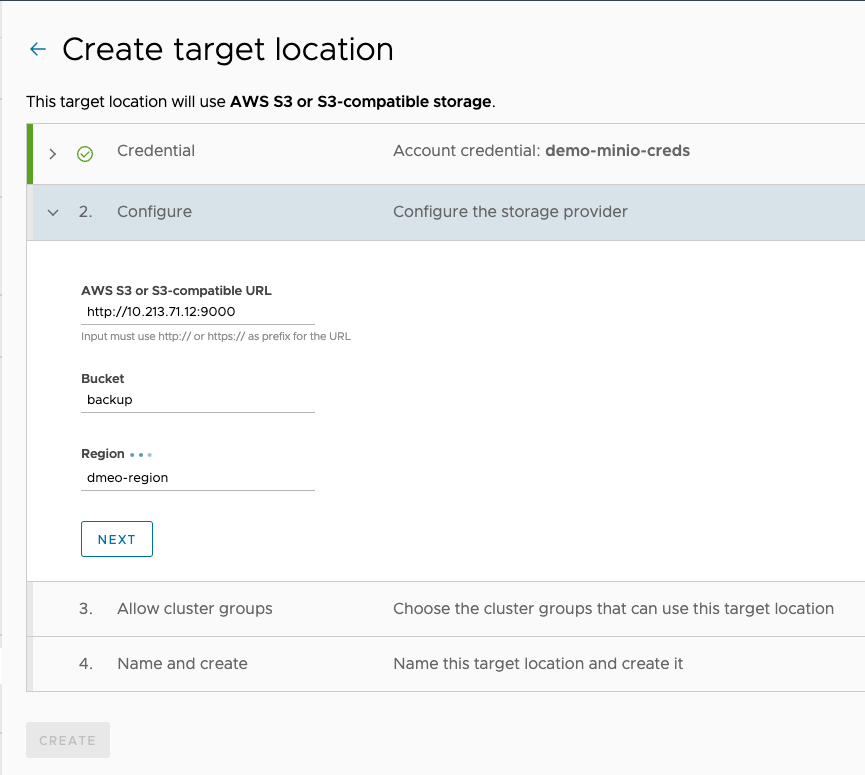 Create target location
This target location will use AWS S3 or S3-compatible storage.
Credential Account credential: demo-minio-creds
2. Configure Configure the storage provider
AWS S3 or S3-compatible URL
http://10.213.71.12:9000
Input must use http:// or https:// as prefix for the URL
Bucket
backup
Region
dmeo-region
NEXT
3. Allow cluster groups Choose the cluster groups that can use this target location
4. Name and create Name this target location and create it
CREATE